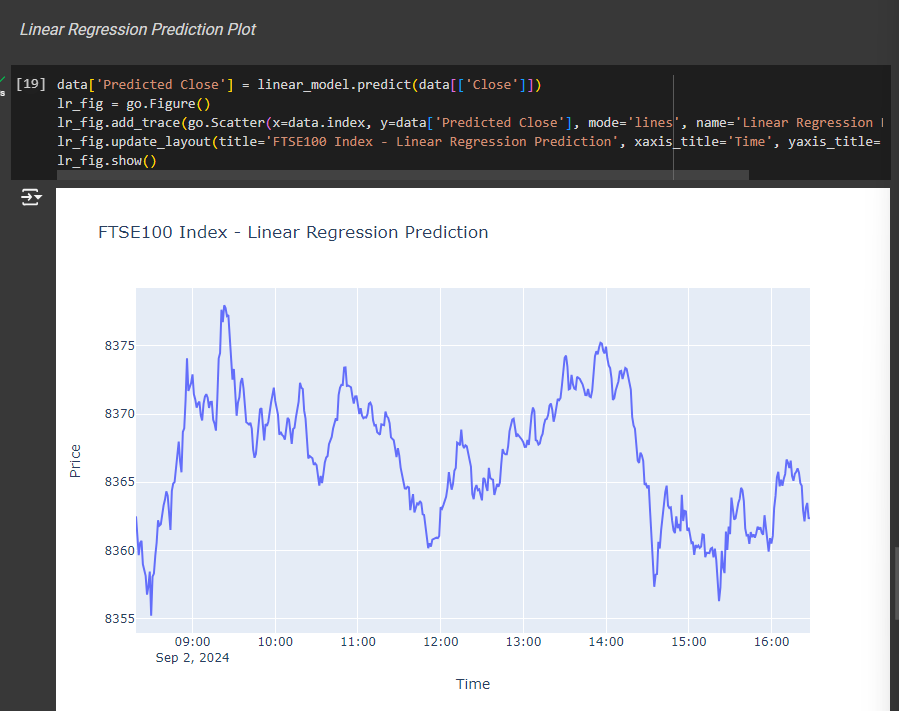 Linear Regression Prediction Plot
s
[19] data['Predicted Close'] = linear_model.predict(data[['Close']])
lr_fig = go.Figure()
lr_fig.add_trace(go.Scatter(x=data.index, y=data['Predicted Close'], mode='lines', name='Linear Regression
lr_fig.update_layout(title='FTSE100 Index - Linear Regression Prediction', xaxis_title='Time', yaxis_title=
lr_fig.show()
FTSE100 Index - Linear Regression Prediction
8375
8370
8365
8360
8355
Price
09:00 10:00 11:00 12:00 13:00 14:00 15:00 16:00
Sep 2, 2024
Time